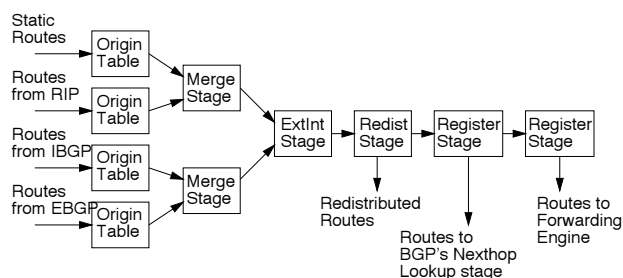 Static
Routes
Origin
Table
Routes
from RIP
Origin
Table
Merge
Stage
Routes
from IBGP
Origin
Table
Routes
from EBGP
Origin
Table
Merge
Stage
ExtInt
Stage
Redist
Stage
Register
Stage
Register
Stage
Redistributed
Routes
Routes to
BGP's Nexthop
Lookup stage
Routes to
Forwarding
Engine